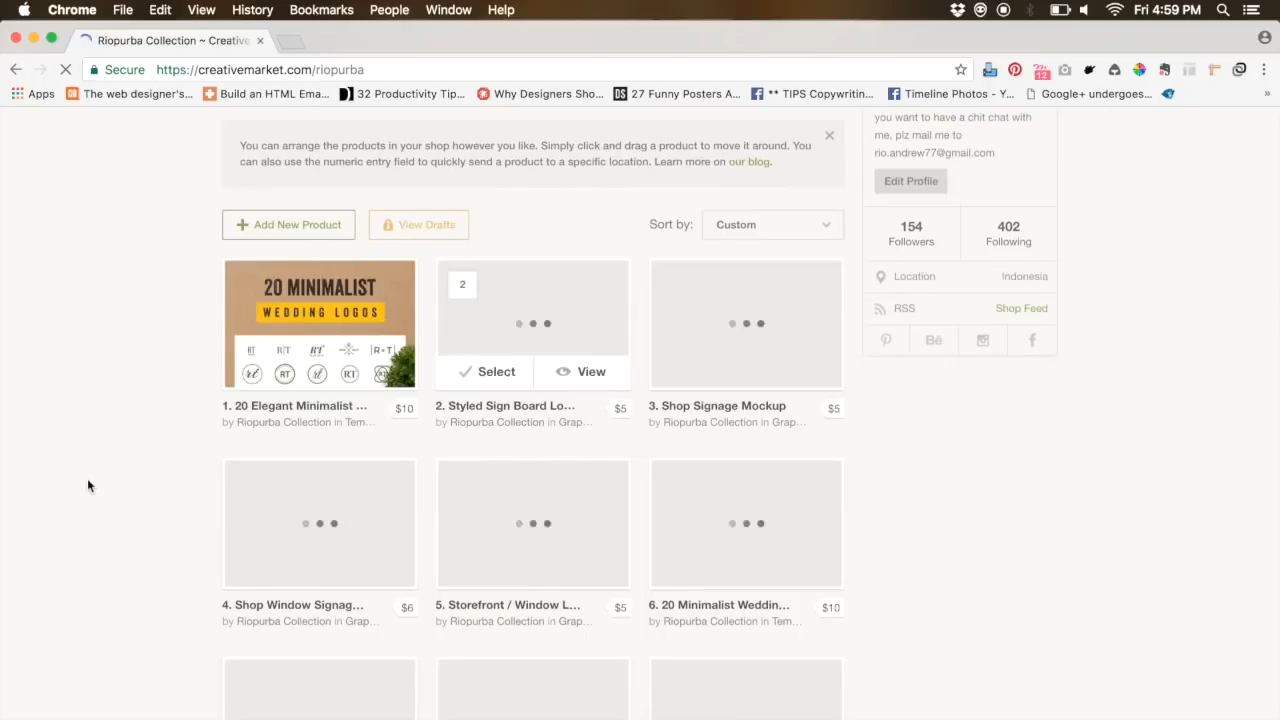 Chrome File Edit View History Bookmarks People Window Help
Fri 4:59 PM
Riopurba Collection ~ Creative
Secure https://creativemarket.com/riopurba
12
Apps The web designer's... Build an HTML Ema... 32 Productivity Tip... Why Designers Sho... 27 Funny Posters A... ** TIPS Copywritin... Timeline Photos - Y... Google+ undergoes... »
You can arrange the products in your shop however you like. Simply click and drag a product to move it around. You
can also use the numeric entry field to quickly send a product to a specific location. Learn more on our blog.
you want to have a chit chat with
me, plz mail me to
rio.andrew77@gmail.com
Edit Profile
Add New Product View Drafts Sort by: Custom
154 402
Followers Following
Location Indonesia
RSS Shop Feed
Bē
20 MINIMALIST
WEDDING LOGOS
RT R|T RT R+T
rt RT rt RT
2
Select View
1. 20 Elegant Minimalist ... $10
by Riopurba Collection in Tem...
2. Styled Sign Board Lo... $5
by Riopurba Collection in Grap...
3. Shop Signage Mockup $5
by Riopurba Collection in Grap...
4. Shop Window Signag... $6
by Riopurba Collection in Grap...
5. Storefront / Window L... $5
by Riopurba Collection in Grap...
6. 20 Minimalist Weddin... $10
by Riopurba Collection in Tem...